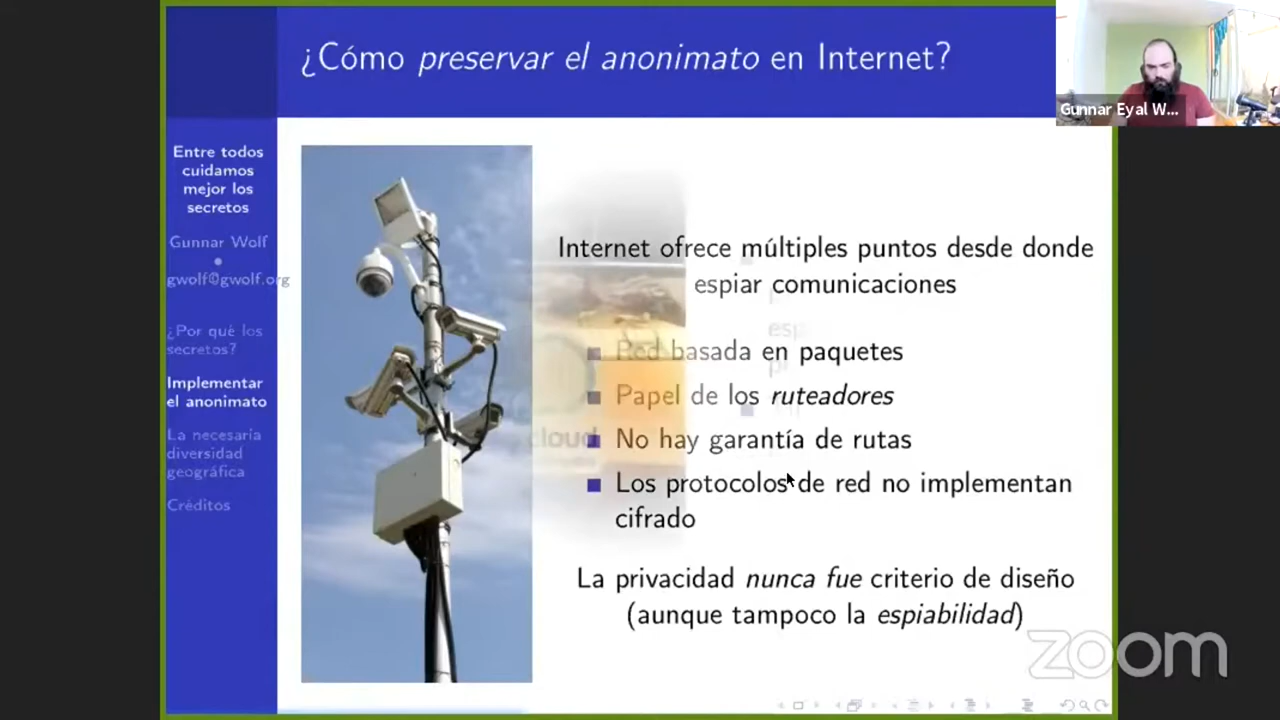 ¿Cómo preservar el anonimato en Internet?
Gunnar Eyal W...
Entre todos
cuidamos
mejor los
secretos
Gunnar Wolf
•
gwolf@gwolf.org
¿Por qué los
secretos?
Implementar
el anonimato
La necesaria
diversidad
geográfica
Créditos
Internet ofrece múltiples puntos desde donde
espiar comunicaciones
Red basada en paquetes
Papel de los ruteadores
No hay garantía de rutas
Los protocolos de red no implementan
cifrado
cloud
La privacidad nunca fue criterio de diseño
(aunque tampoco la espiabilidad)
zoom